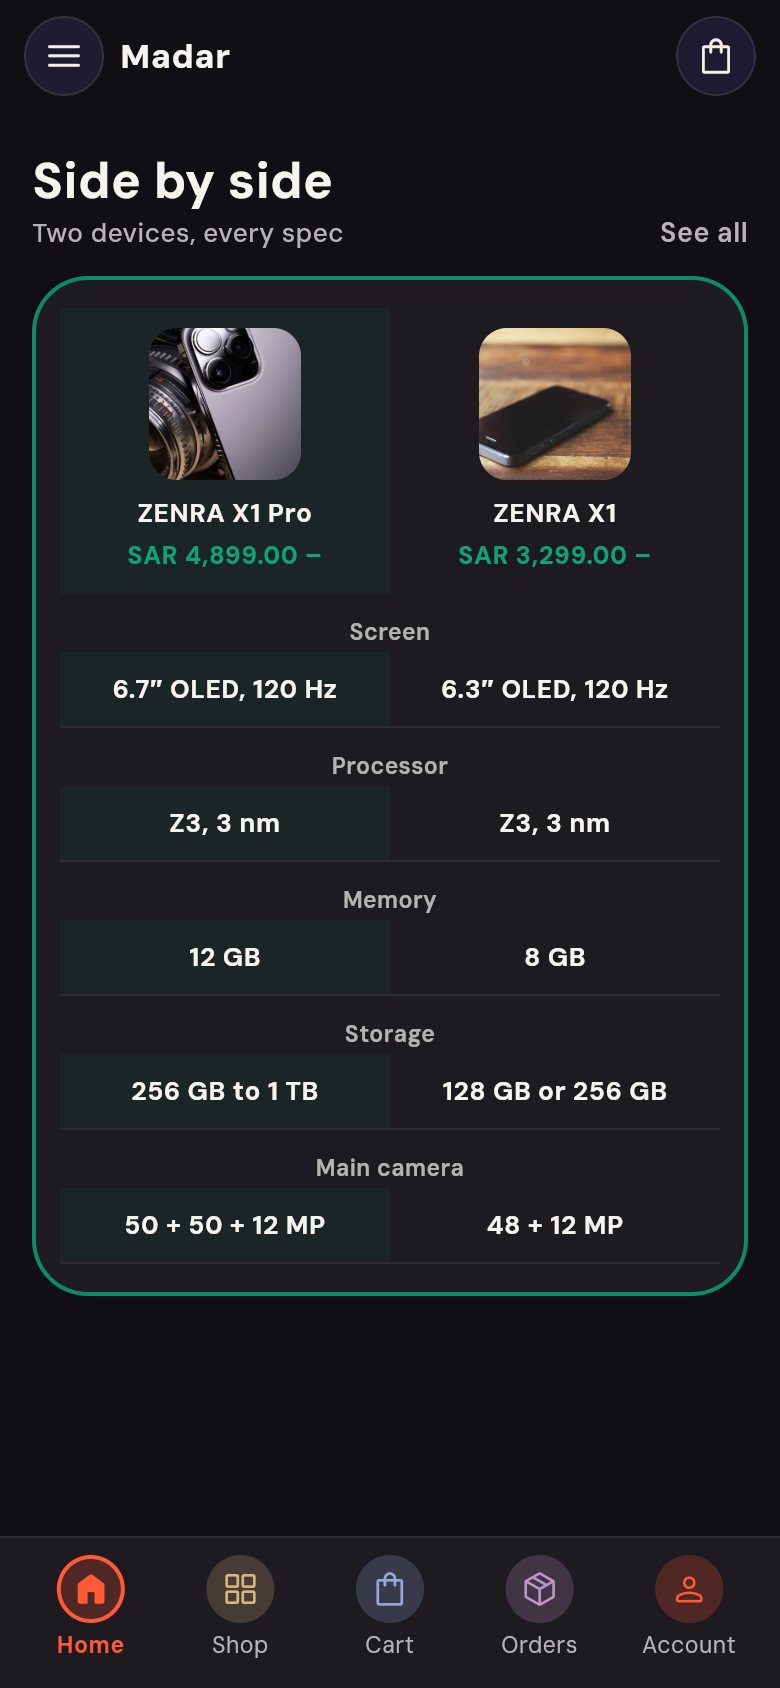 Madar
Side by side
Two devices, every spec
See all
ZENRA X1 Pro
ZENRA X1
SAR 4,899.00 –
SAR 3,299.00 –
Screen
6.7″ OLED, 120 Hz
6.3″ OLED, 120 Hz
Processor
Z3, 3 nm
Z3, 3 nm
Memory
12 GB
8 GB
Storage
256 GB to 1 TB
128 GB or 256 GB
Main camera
50 + 50 + 12 MP
48 + 12 MP
Home
Shop
Cart
Orders
Account